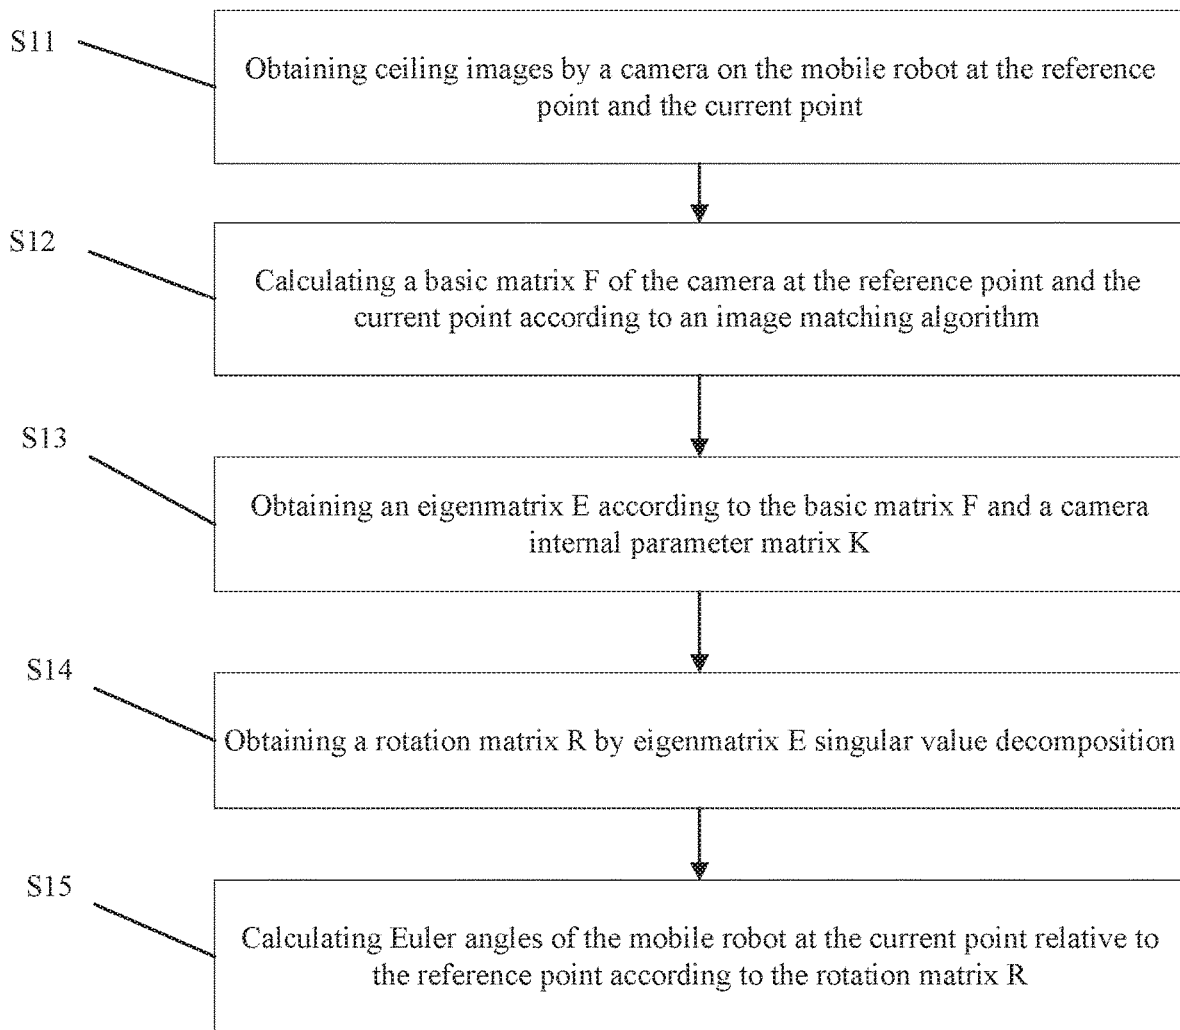 S11
Obtaining ceiling images by a camera on the mobile robot at the reference
point and the current point
S12
Calculating a basic matrix F of the camera at the reference point and the
current point according to an image matching algorithm
S13
Obtaining an eigenmatrix E according to the basic matrix F and a camera
internal parameter matrix K
S14
Obtaining a rotation matrix R by eigenmatrix E singular value decomposition
S15
Calculating Euler angles of the mobile robot at the current point relative to
the reference point according to the rotation matrix R